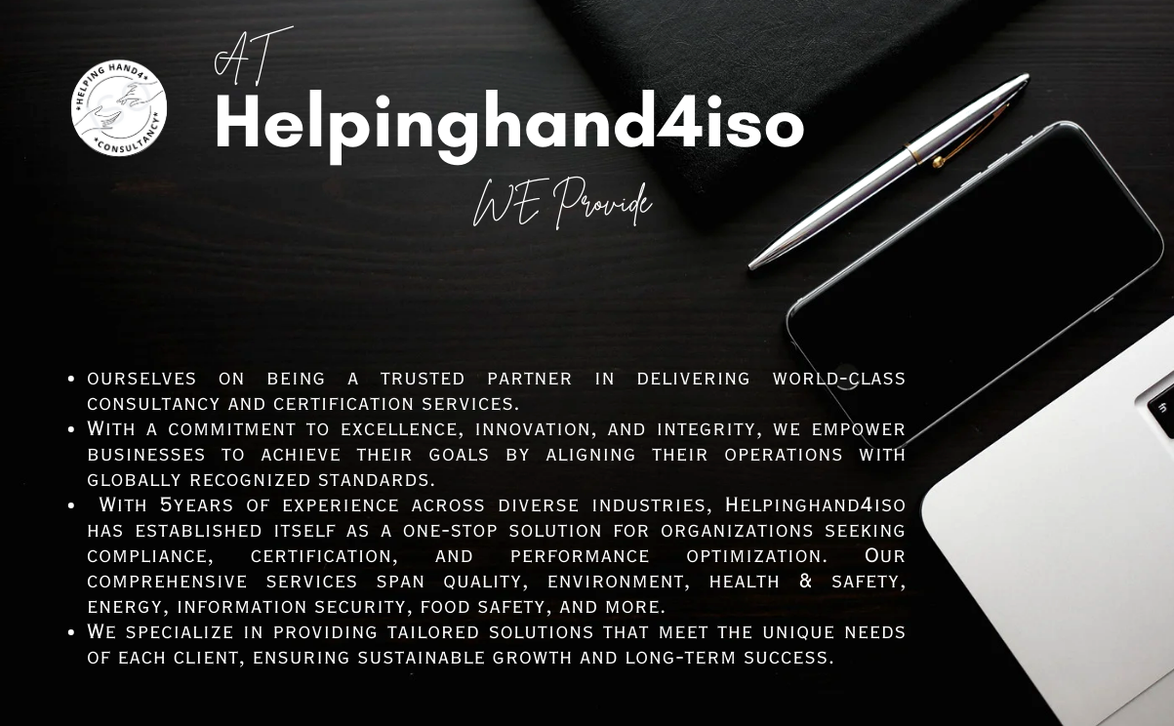 AT
*HELPING HAND4*
*CONSULTANCY*
Helpinghand4iso
WE Provide
• OURSELVES ON BEING A TRUSTED PARTNER IN DELIVERING WORLD-CLASS
CONSULTANCY AND CERTIFICATION SERVICES.
• WITH A COMMITMENT TO EXCELLENCE, INNOVATION, AND INTEGRITY, WE EMPOWER
BUSINESSES TO ACHIEVE THEIR GOALS BY ALIGNING THEIR OPERATIONS WITH
GLOBALLY RECOGNIZED STANDARDS.
• WITH 5YEARS OF EXPERIENCE ACROSS DIVERSE INDUSTRIES, HELPINGHAND4ISO
HAS ESTABLISHED ITSELF AS A ONE-STOP SOLUTION FOR ORGANIZATIONS SEEKING
COMPLIANCE, CERTIFICATION, AND PERFORMANCE OPTIMIZATION. OUR
COMPREHENSIVE SERVICES SPAN QUALITY, ENVIRONMENT, HEALTH & SAFETY,
ENERGY, INFORMATION SECURITY, FOOD SAFETY, AND MORE.
• WE SPECIALIZE IN PROVIDING TAILORED SOLUTIONS THAT MEET THE UNIQUE NEEDS
OF EACH CLIENT, ENSURING SUSTAINABLE GROWTH AND LONG-TERM SUCCESS.